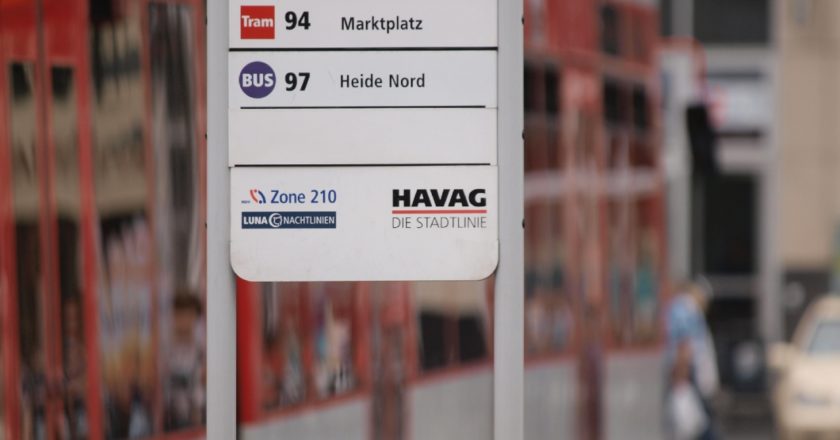 Tram 94 Marktplatz
BUS 97 Heide Nord
Zone 210
LUNA NACHTLINIEN
HAVAG
DIE STADTLINIE